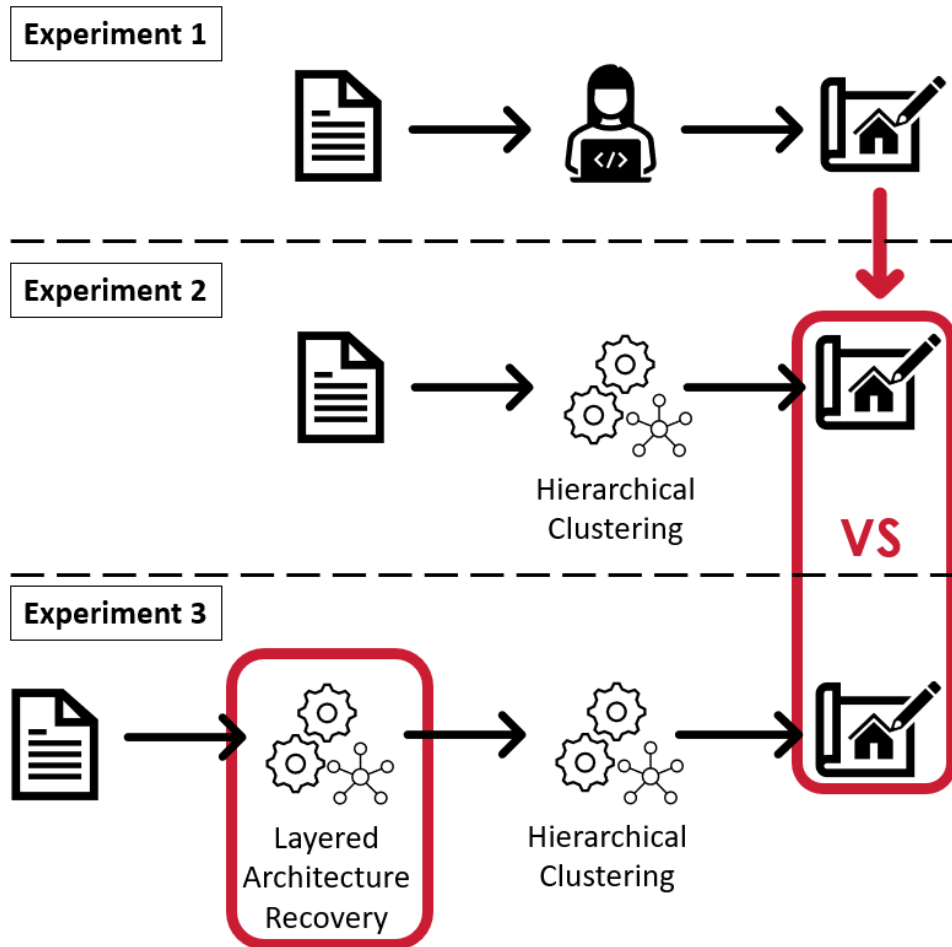 Experiment 1
</>
Experiment 2
Hierarchical
Clustering
VS
Experiment 3
Layered
Architecture
Recovery
Hierarchical
Clustering